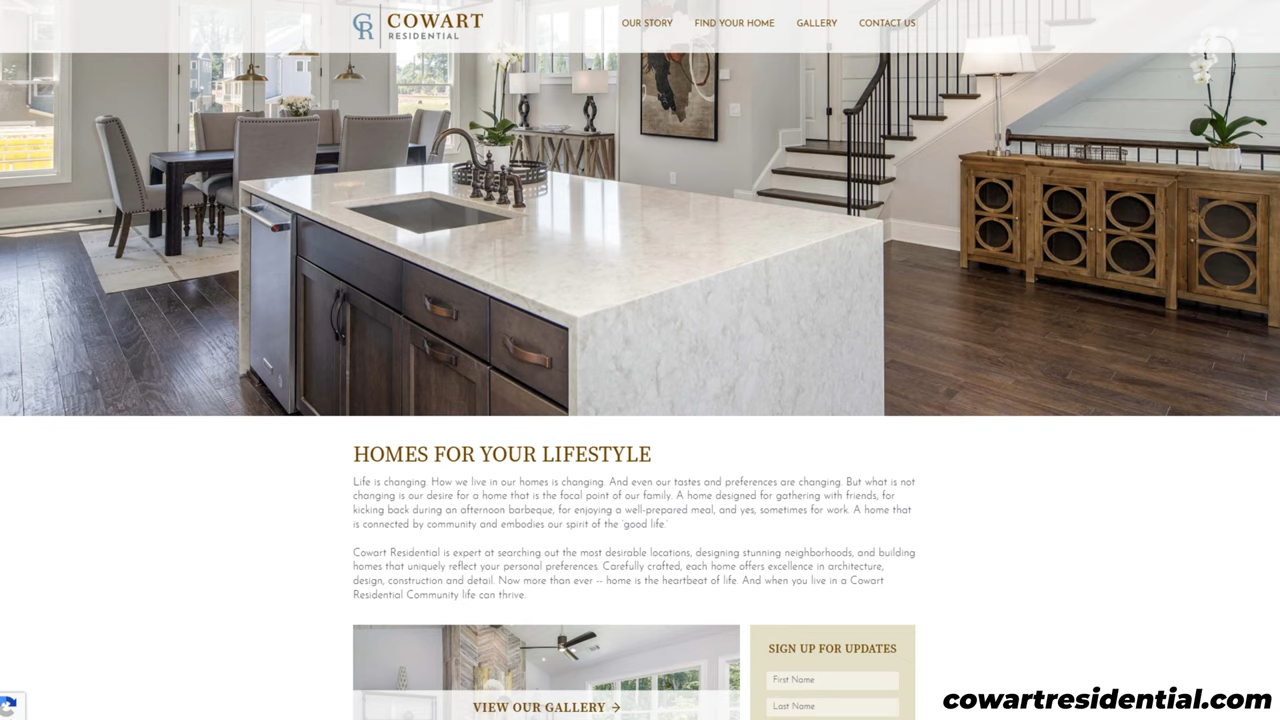 COWART
RESIDENTIAL
OUR STORY
FIND YOUR HOME
GALLERY
CONTACT US
HOMES FOR YOUR LIFESTYLE
Life is changing. How we live in our homes is changing. And even our tastes and preferences are changing. But what is not
changing is our desire for a home that is the focal point of our family. A home designed for gathering with friends, for
kicking back during an afternoon barbeque, for enjoying a well-prepared meal, and yes, sometimes for work. A home that
is connected by community and embodies our spirit of the 'good life.'
Cowart Residential is expert at searching out the most desirable locations, designing stunning neighborhoods, and building
homes that uniquely reflect your personal preferences. Carefully crafted, each home offers excellence in architecture,
design, construction and detail. Now more than ever -- home is the heartbeat of life. And when you live in a Cowart
Residential Community life can thrive.
VIEW OUR GALLERY →
SIGN UP FOR UPDATES
First Name
Last Name
cowartresidential.com